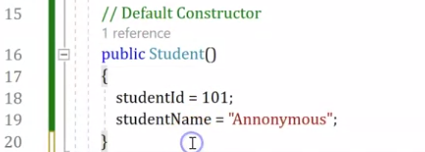 15 // Default Constructor
1 reference
16 public Student()
17 {
18 studentId = 101;
19 studentName = "Annonymous";
20 }